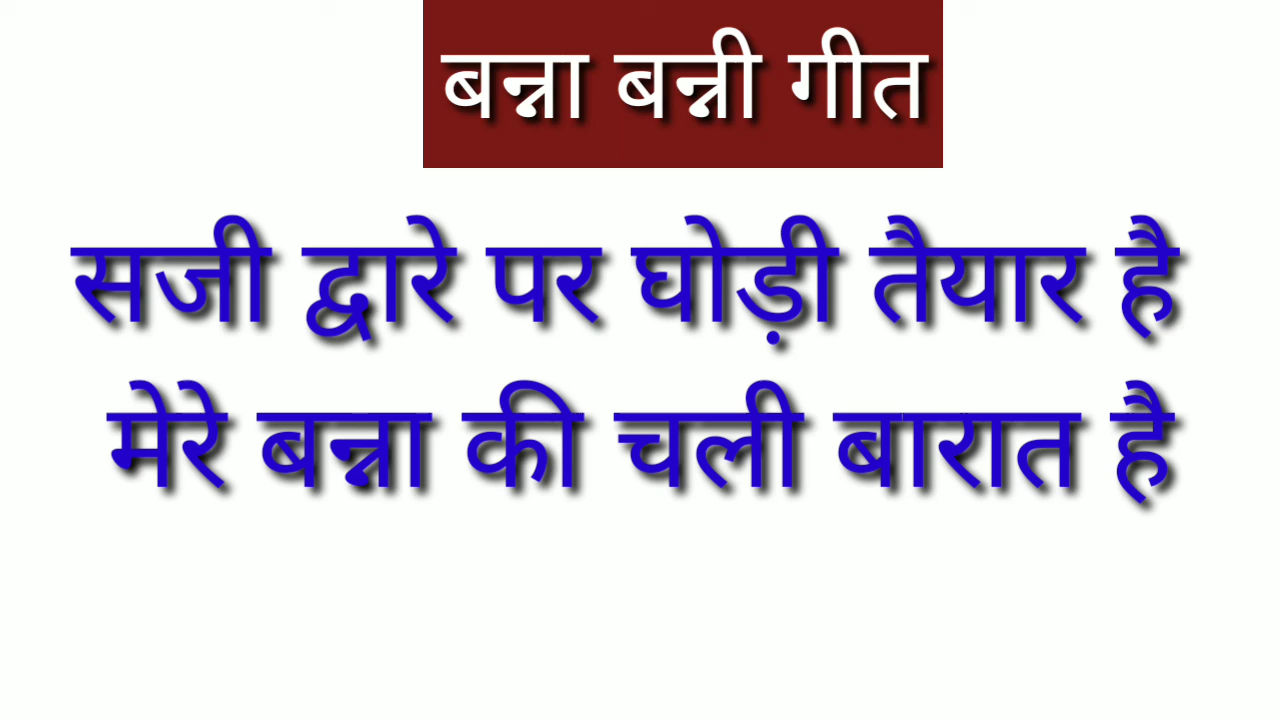 बन्ना बन्नी गीत
सजी द्वारे पर घोड़ी तैयार है
मेरे बन्ना की चली बारात है